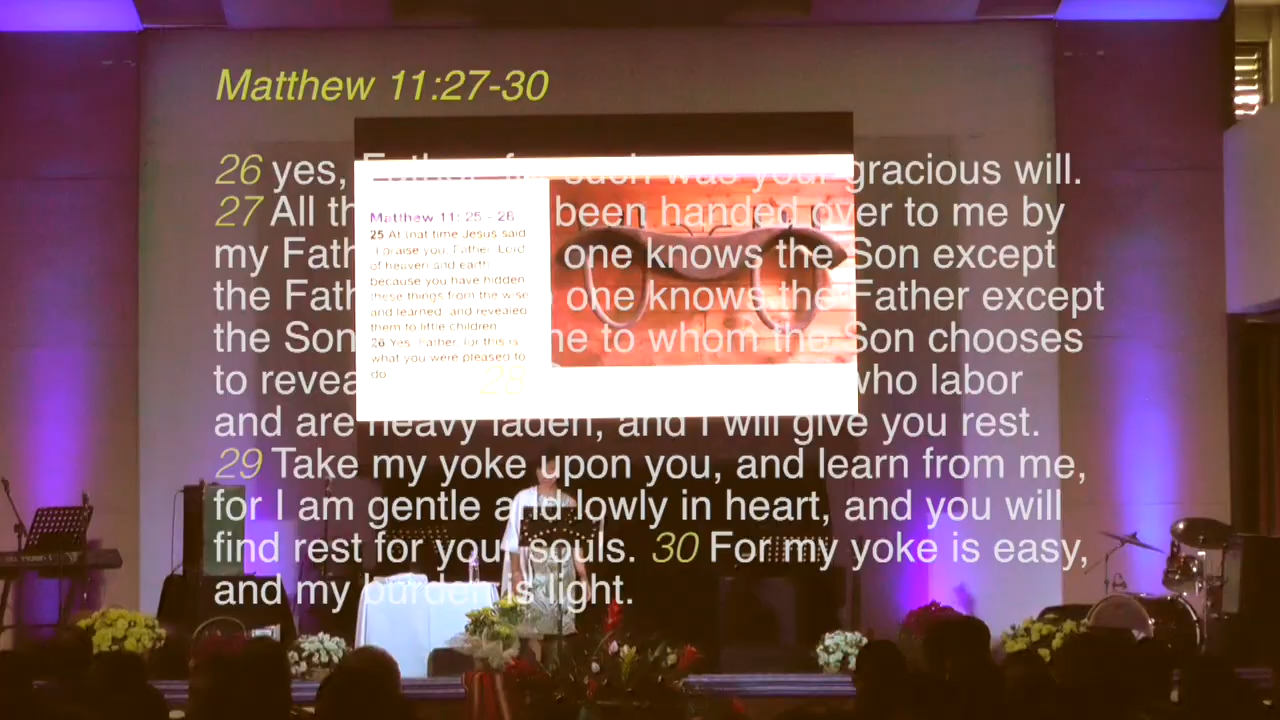 Matthew 11:27-30
26 yes, Father, for such was your gracious will.
27 All th been handed over to me by
my Fath one knows the Son except
the Fath one knows the Father except
the Son ne to whom the Son chooses
to revea who labor
and are heavy laden, and I will give you rest.
29 Take my yoke upon you, and learn from me,
for I am gentle and lowly in heart, and you will
find rest for your souls. 30 For my yoke is easy,
and my burden is light.
Matthew 11: 25 - 26
25 At that time Jesus said
I praise you, Father, Lord
of heaven and earth,
because you have hidden
these things from the wise
and learned, and revealed
them to little children.
26 Yes, Father, for this is
what you were pleased to
do.
28